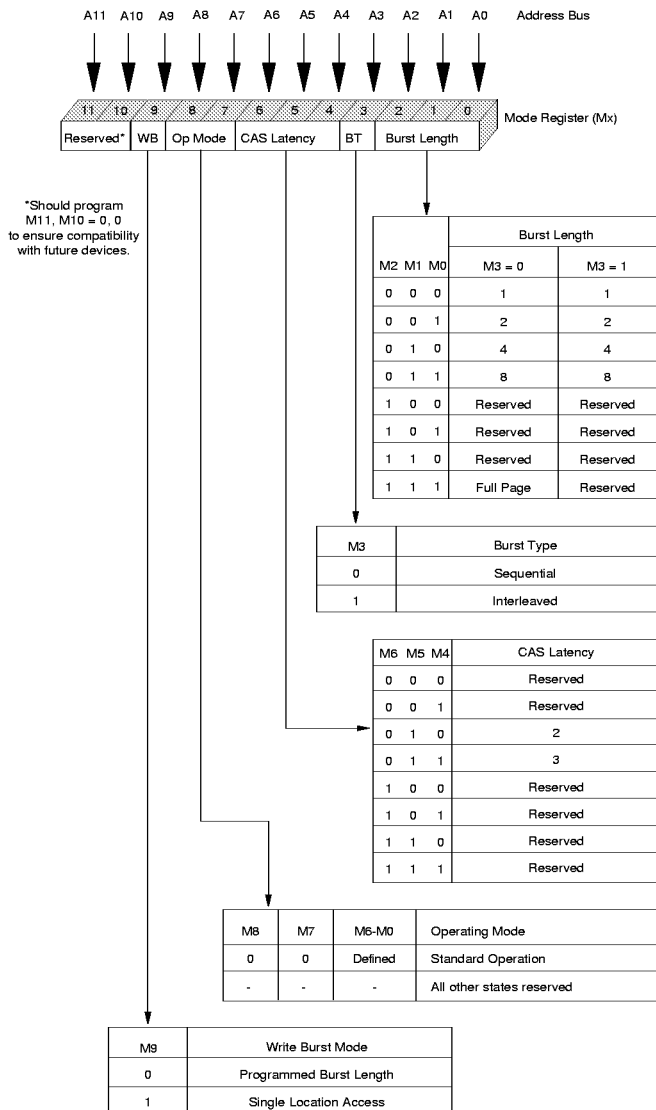 A11 A10 A9 A8 A7 A6 A5 A4 A3 A2 A1 A0 Address Bus
11 10 9 8 7 6 5 4 3 2 1 0
Mode Register (Mx)
Reserved* WB Op Mode CAS Latency BT Burst Length
*Should program
M11, M10 = 0, 0
to ensure compatibility
with future devices.
Burst Length
M2 M1 M0 M3 = 0 M3 = 1
0 0 0 1 1
0 0 1 2 2
0 1 0 4 4
0 1 1 8 8
1 0 0 Reserved Reserved
1 0 1 Reserved Reserved
1 1 0 Reserved Reserved
1 1 1 Full Page Reserved
M3 Burst Type
0 Sequential
1 Interleaved
M6 M5 M4 CAS Latency
0 0 0 Reserved
0 0 1 Reserved
0 1 0 2
0 1 1 3
1 0 0 Reserved
1 0 1 Reserved
1 1 0 Reserved
1 1 1 Reserved
M8 M7 M6-M0 Operating Mode
0 0 Defined Standard Operation
- - - All other states reserved
M9 Write Burst Mode
0 Programmed Burst Length
1 Single Location Access